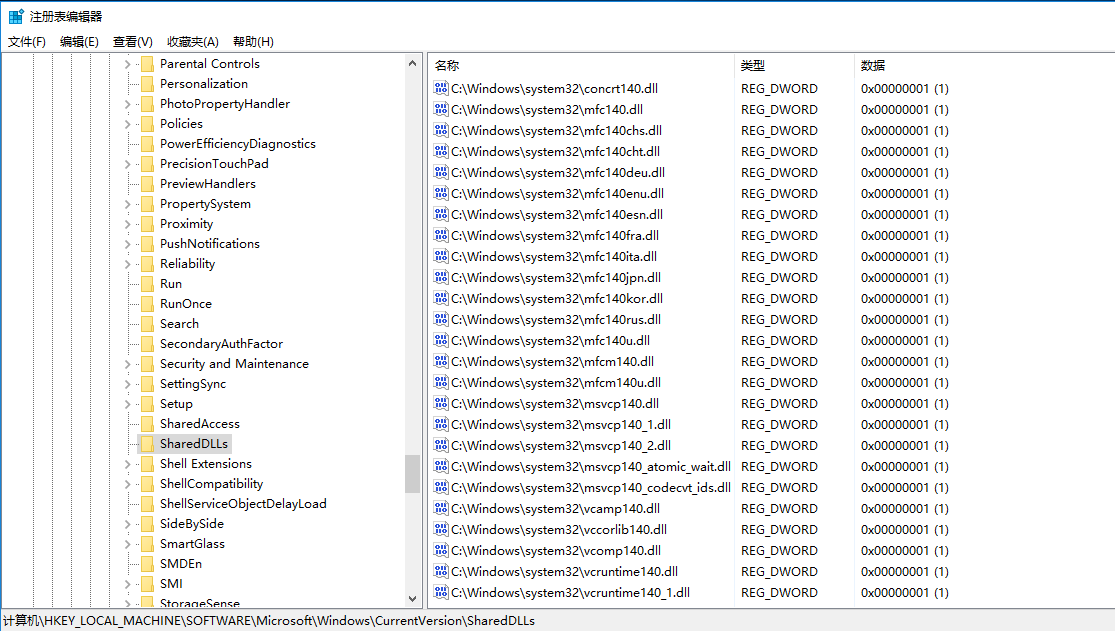 注册表编辑器
文件(F) 编辑(E) 查看(V) 收藏夹(A) 帮助(H)
Parental Controls
Personalization
PhotoPropertyHandler
Policies
PowerEfficiencyDiagnostics
PrecisionTouchPad
PreviewHandlers
PropertySystem
Proximity
PushNotifications
Reliability
Run
RunOnce
Search
SecondaryAuthFactor
Security and Maintenance
SettingSync
Setup
SharedAccess
SharedDLLs
Shell Extensions
ShellCompatibility
ShellServiceObjectDelayLoad
SideBySide
SmartGlass
SMDEn
SMI
StorageSense
名称 类型 数据
C:\Windows\system32\concrt140.dll REG_DWORD 0x00000001 (1)
C:\Windows\system32\mfc140.dll REG_DWORD 0x00000001 (1)
C:\Windows\system32\mfc140chs.dll REG_DWORD 0x00000001 (1)
C:\Windows\system32\mfc140cht.dll REG_DWORD 0x00000001 (1)
C:\Windows\system32\mfc140deu.dll REG_DWORD 0x00000001 (1)
C:\Windows\system32\mfc140enu.dll REG_DWORD 0x00000001 (1)
C:\Windows\system32\mfc140esn.dll REG_DWORD 0x00000001 (1)
C:\Windows\system32\mfc140fra.dll REG_DWORD 0x00000001 (1)
C:\Windows\system32\mfc140ita.dll REG_DWORD 0x00000001 (1)
C:\Windows\system32\mfc140jpn.dll REG_DWORD 0x00000001 (1)
C:\Windows\system32\mfc140kor.dll REG_DWORD 0x00000001 (1)
C:\Windows\system32\mfc140rus.dll REG_DWORD 0x00000001 (1)
C:\Windows\system32\mfc140u.dll REG_DWORD 0x00000001 (1)
C:\Windows\system32\mfcm140.dll REG_DWORD 0x00000001 (1)
C:\Windows\system32\mfcm140u.dll REG_DWORD 0x00000001 (1)
C:\Windows\system32\msvcp140.dll REG_DWORD 0x00000001 (1)
C:\Windows\system32\msvcp140_1.dll REG_DWORD 0x00000001 (1)
C:\Windows\system32\msvcp140_2.dll REG_DWORD 0x00000001 (1)
C:\Windows\system32\msvcp140_atomic_wait.dll REG_DWORD 0x00000001 (1)
C:\Windows\system32\msvcp140_codecvt_ids.dll REG_DWORD 0x00000001 (1)
C:\Windows\system32\vcamp140.dll REG_DWORD 0x00000001 (1)
C:\Windows\system32\vccorlib140.dll REG_DWORD 0x00000001 (1)
C:\Windows\system32\vcomp140.dll REG_DWORD 0x00000001 (1)
C:\Windows\system32\vcruntime140.dll REG_DWORD 0x00000001 (1)
C:\Windows\system32\vcruntime140_1.dll REG_DWORD 0x00000001 (1)
计算机\HKEY_LOCAL_MACHINE\SOFTWARE\Microsoft\Windows\CurrentVersion\SharedDLLs